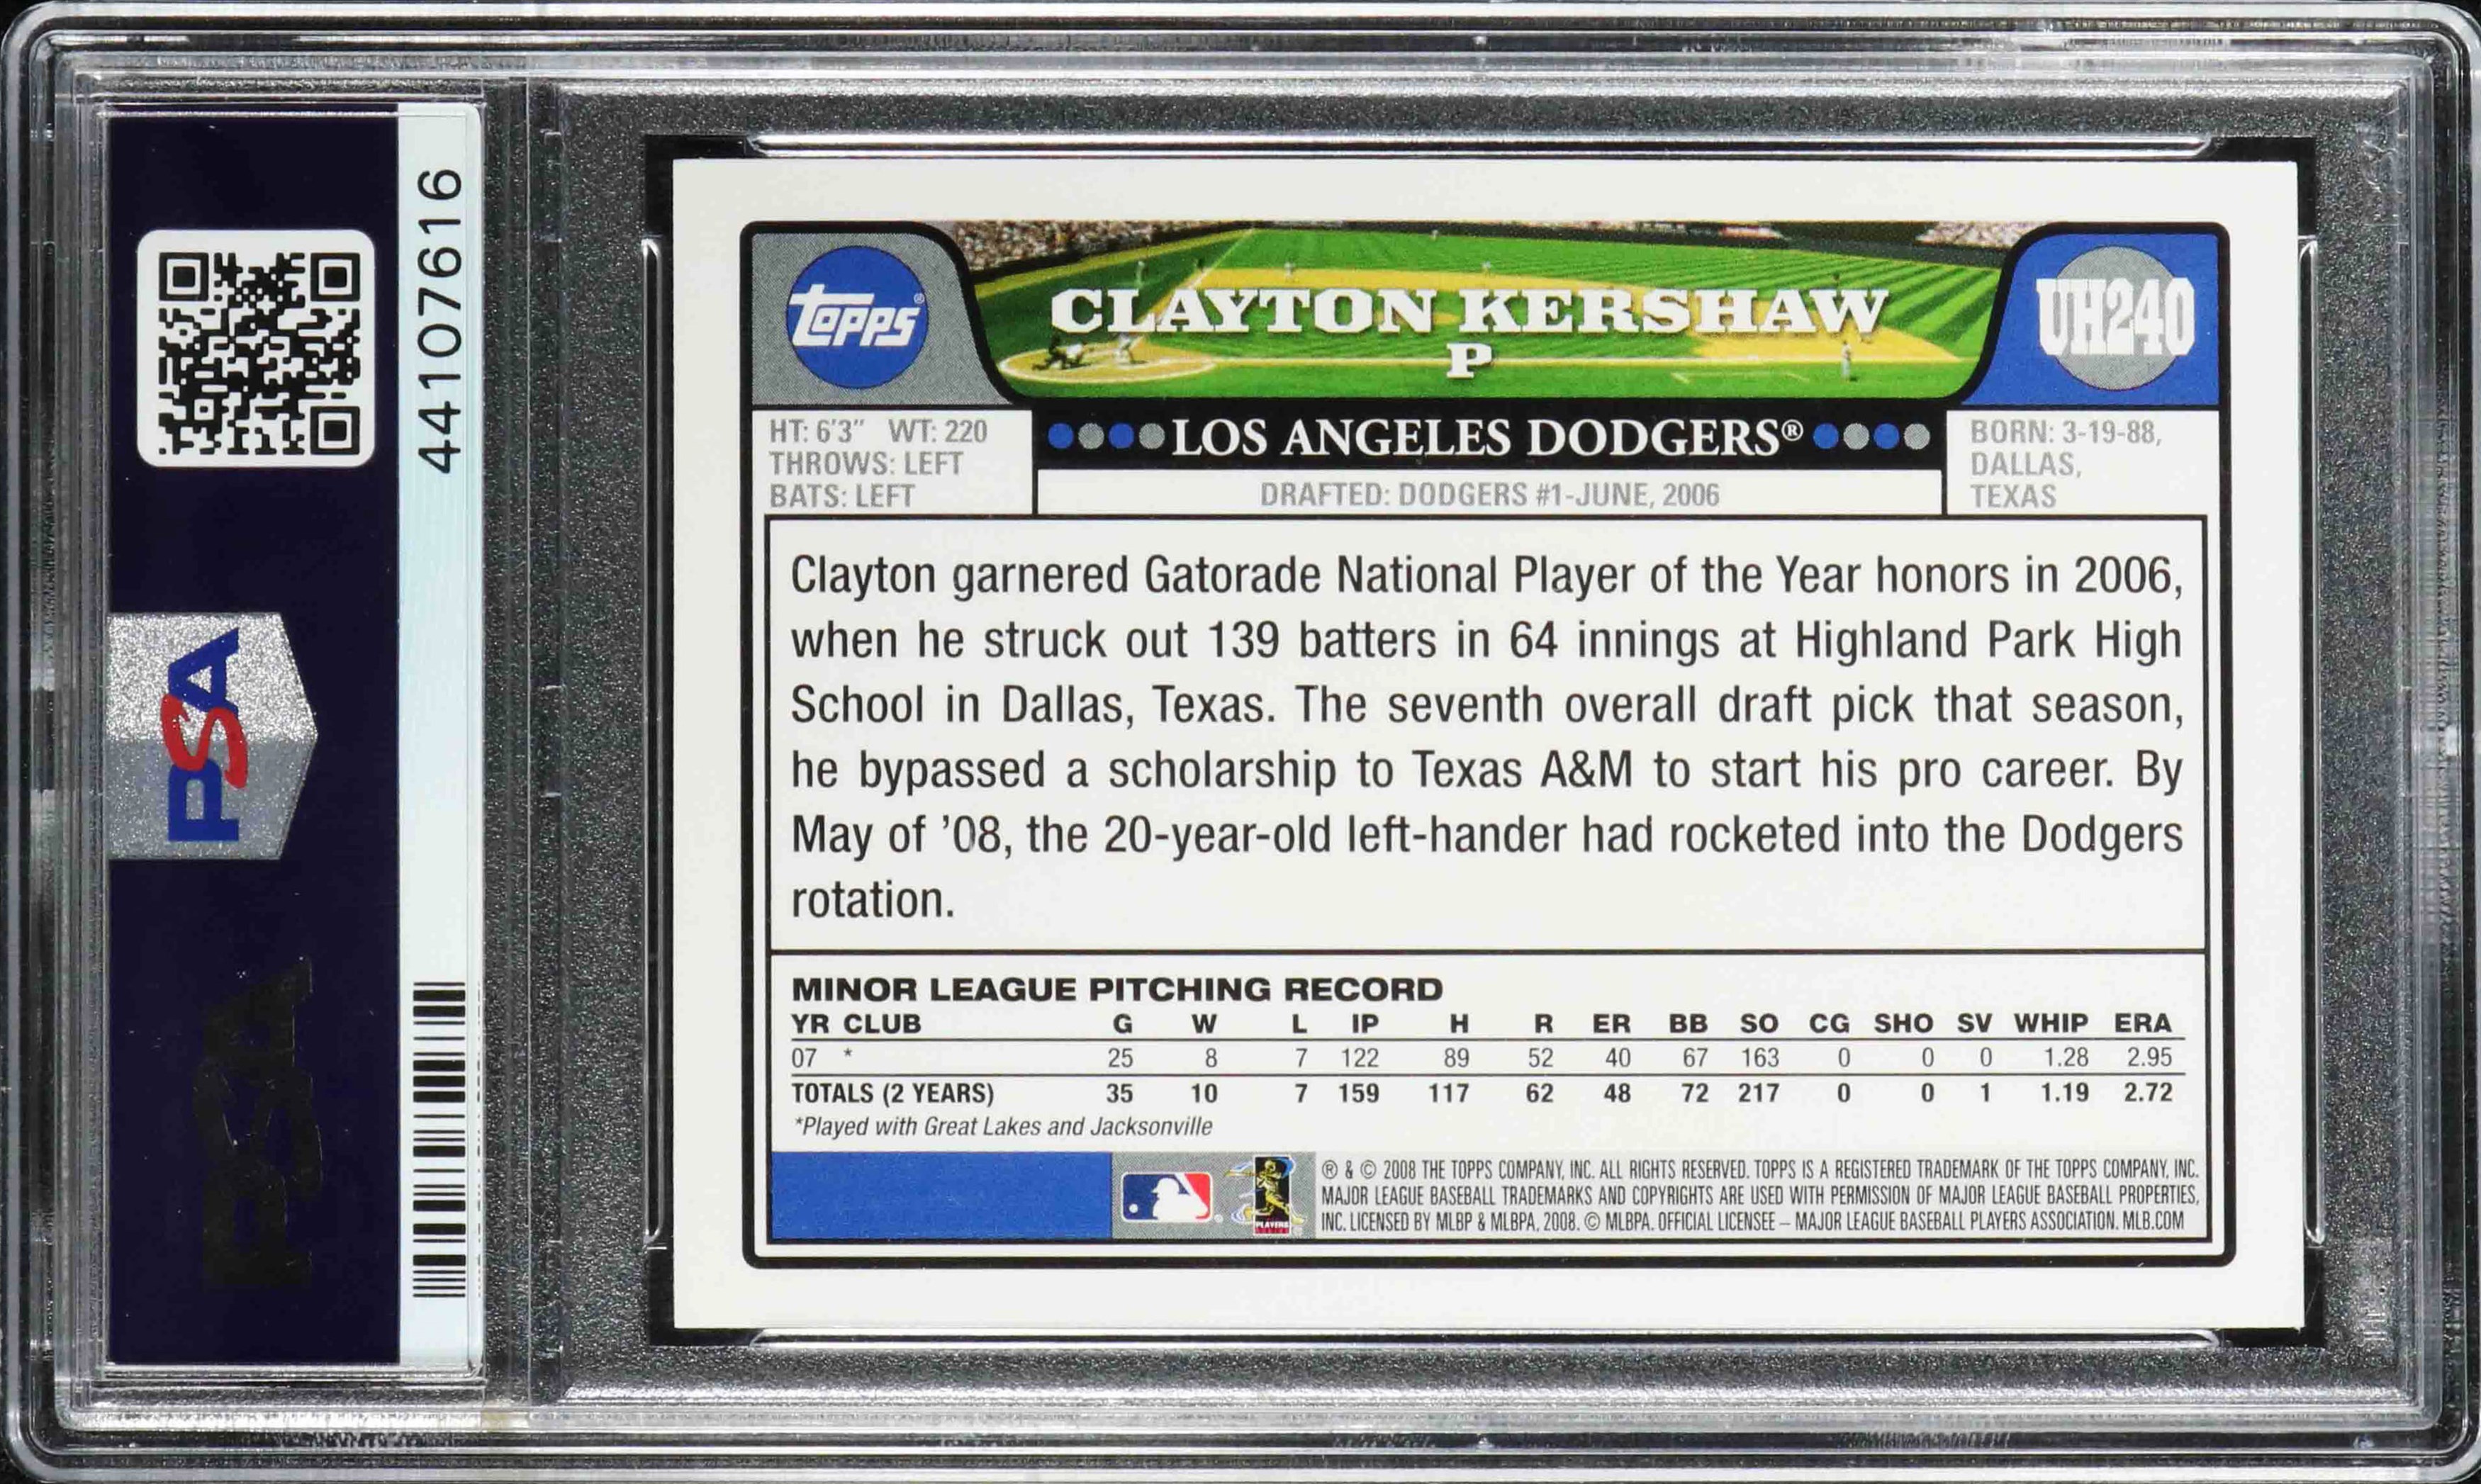 44107616
PSA
PSA
topps®
CLAYTON KERSHAW
P
UH240
HT: 6'3" WT: 220
THROWS: LEFT
BATS: LEFT
LOS ANGELES DODGERS®
DRAFTED: DODGERS #1-JUNE, 2006
BORN: 3-19-88,
DALLAS,
TEXAS
Clayton garnered Gatorade National Player of the Year honors in 2006,
when he struck out 139 batters in 64 innings at Highland Park High
School in Dallas, Texas. The seventh overall draft pick that season,
he bypassed a scholarship to Texas A&M to start his pro career. By
May of ’08, the 20-year-old left-hander had rocketed into the Dodgers
rotation.
MINOR LEAGUE PITCHING RECORD
YR CLUB G W L IP H R ER BB SO CG SHO SV WHIP ERA
07 * 25 8 7 122 89 52 40 67 163 0 0 0 1.28 2.95
TOTALS (2 YEARS) 35 10 7 159 117 62 48 72 217 0 0 1 1.19 2.72
*Played with Great Lakes and Jacksonville
® & © 2008 THE TOPPS COMPANY, INC. ALL RIGHTS RESERVED. TOPPS IS A REGISTERED TRADEMARK OF THE TOPPS COMPANY, INC.
MAJOR LEAGUE BASEBALL TRADEMARKS AND COPYRIGHTS ARE USED WITH PERMISSION OF MAJOR LEAGUE BASEBALL PROPERTIES,
INC. LICENSED BY MLBP & MLBPA, 2008. © MLBPA. OFFICIAL LICENSEE – MAJOR LEAGUE BASEBALL PLAYERS ASSOCIATION. MLB.COM
PLAYERS